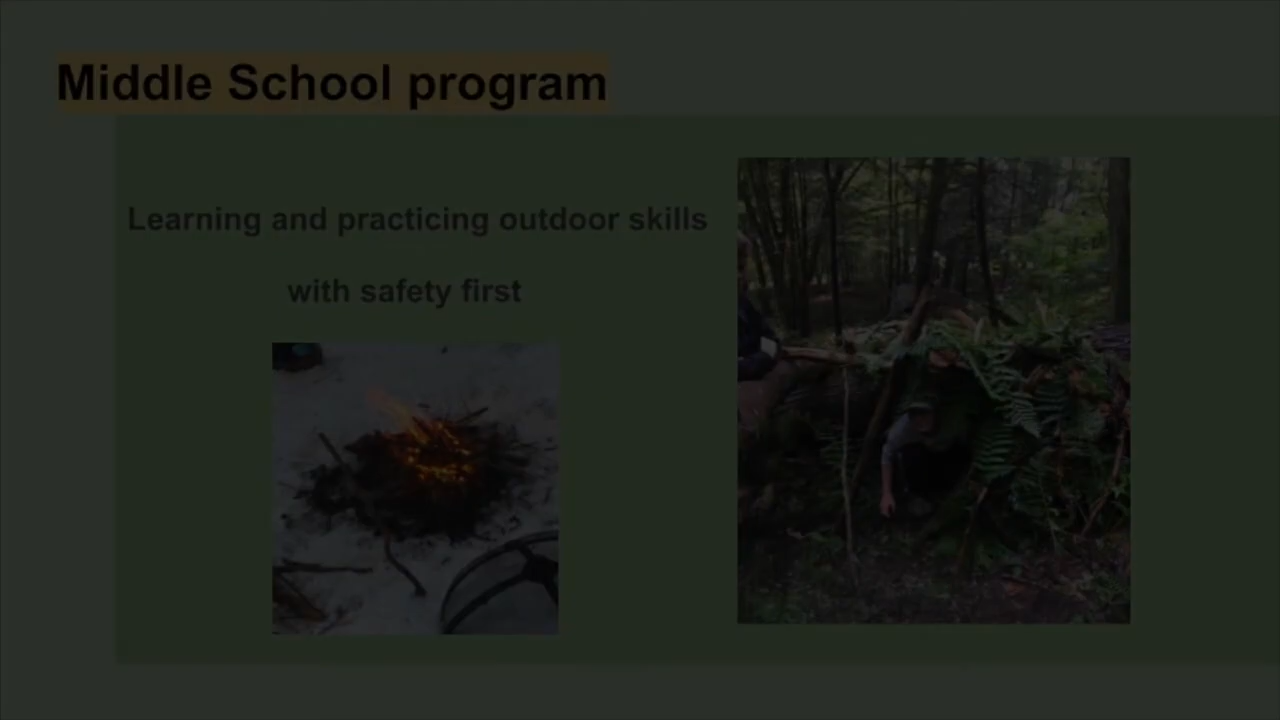 Middle School program
Learning and practicing outdoor skills
with safety first